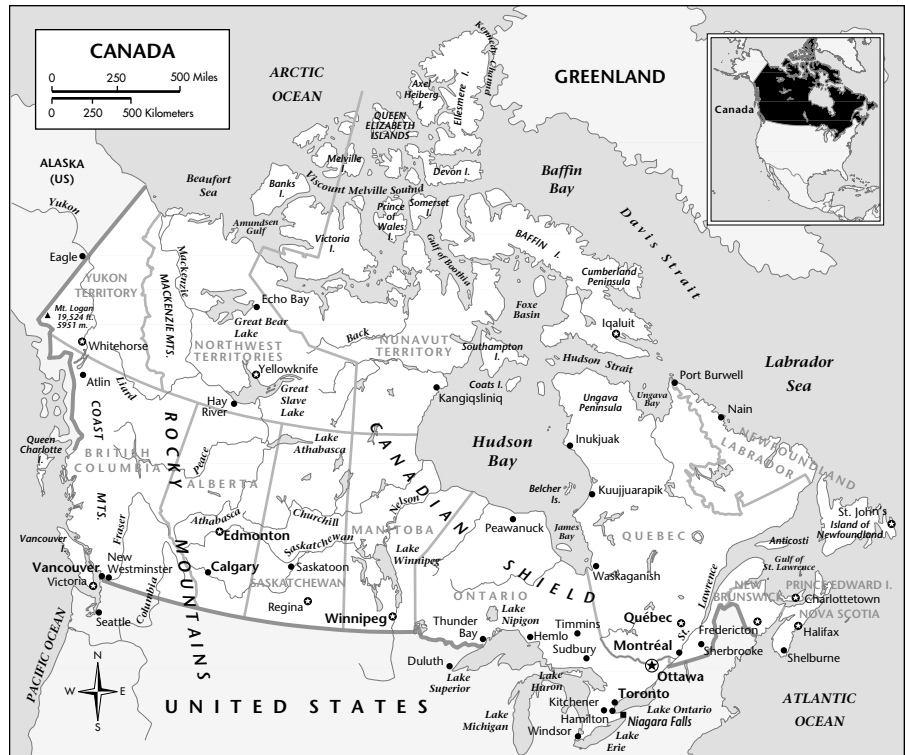 CANADA
0 250 500 Miles
0 250 500 Kilometers
ARCTIC
OCEAN
GREENLAND
Kennedy Channel
Axel
Heiberg
I.
Ellesmere I.
QUEEN
ELIZABETH
ISLANDS
Canada
ALASKA
(US)
Beaufort
Sea
Melville
I.
Banks
I.
Devon I.
Baffin
Bay
Viscount Melville Sound
Prince
of
Wales I.
Somerset
I.
Yukon
Amundsen
Gulf
Victoria
I.
Gulf of Boothia
BAFFIN I.
Davis Strait
Eagle
Mackenzie
MACKENZIE MTS.
Cumberland
Peninsula
YUKON
TERRITORY
Echo Bay
Foxe
Basin
Mt. Logan
19,524 ft.
5951 m.
Great Bear
Lake
Back
Iqaluit
Whitehorse
NORTHWEST
TERRITORIES
NUNAVUT
TERRITORY
Southampton
I.
Labrador
Sea
Yellowknife
Hudson Strait
Atlin
Liard
Great
Slave
Lake
Coats I.
Kangiqsliniq
Port Burwell
Hay
River
Ungava
Peninsula
Ungava
Bay
Nain
COAST
MTS.
ROCKY MOUNTAINS
CANADIAN SHIELD
Queen
Charlotte
I.
Lake
Athabasca
Hudson
Bay
Inukjuak
NEWFOUNDLAND
LABRADOR
BRITISH
COLUMBIA
Peace
ALBERTA
Belcher
Is.
Kuujjuarapik
Nelson
Athabasca
Churchill
Edmonton
MANITOBA
Peawanuck
St. John's
Island of
Newfoundland
Fraser
Saskatchewan
James
Bay
QUEBEC
Anticosti
Vancouver
I.
Lake
Winnipeg
Gulf of
St. Lawrence
Vancouver
New
Westminster
Calgary
Saskatoon
Waskaganish
Victoria
Columbia
SASKATCHEWAN
ONTARIO
NEW
BRUNSWICK
PRINCE EDWARD I.
Charlottetown
Regina
Winnipeg
Lake
Nipigon
St. Lawrence
NOVA SCOTIA
Seattle
Thunder
Bay
Hemlo
Timmins
Québec
Fredericton
Halifax
Sudbury
Montréal
Sherbrooke
Shelburne
PACIFIC OCEAN
N
W E
S
Duluth
Lake
Superior
Ottawa
Lake
Huron
UNITED STATES
Kitchener
Toronto
ATLANTIC
OCEAN
Lake
Michigan
Hamilton
Lake Ontario
Niagara Falls
Windsor
Lake
Erie